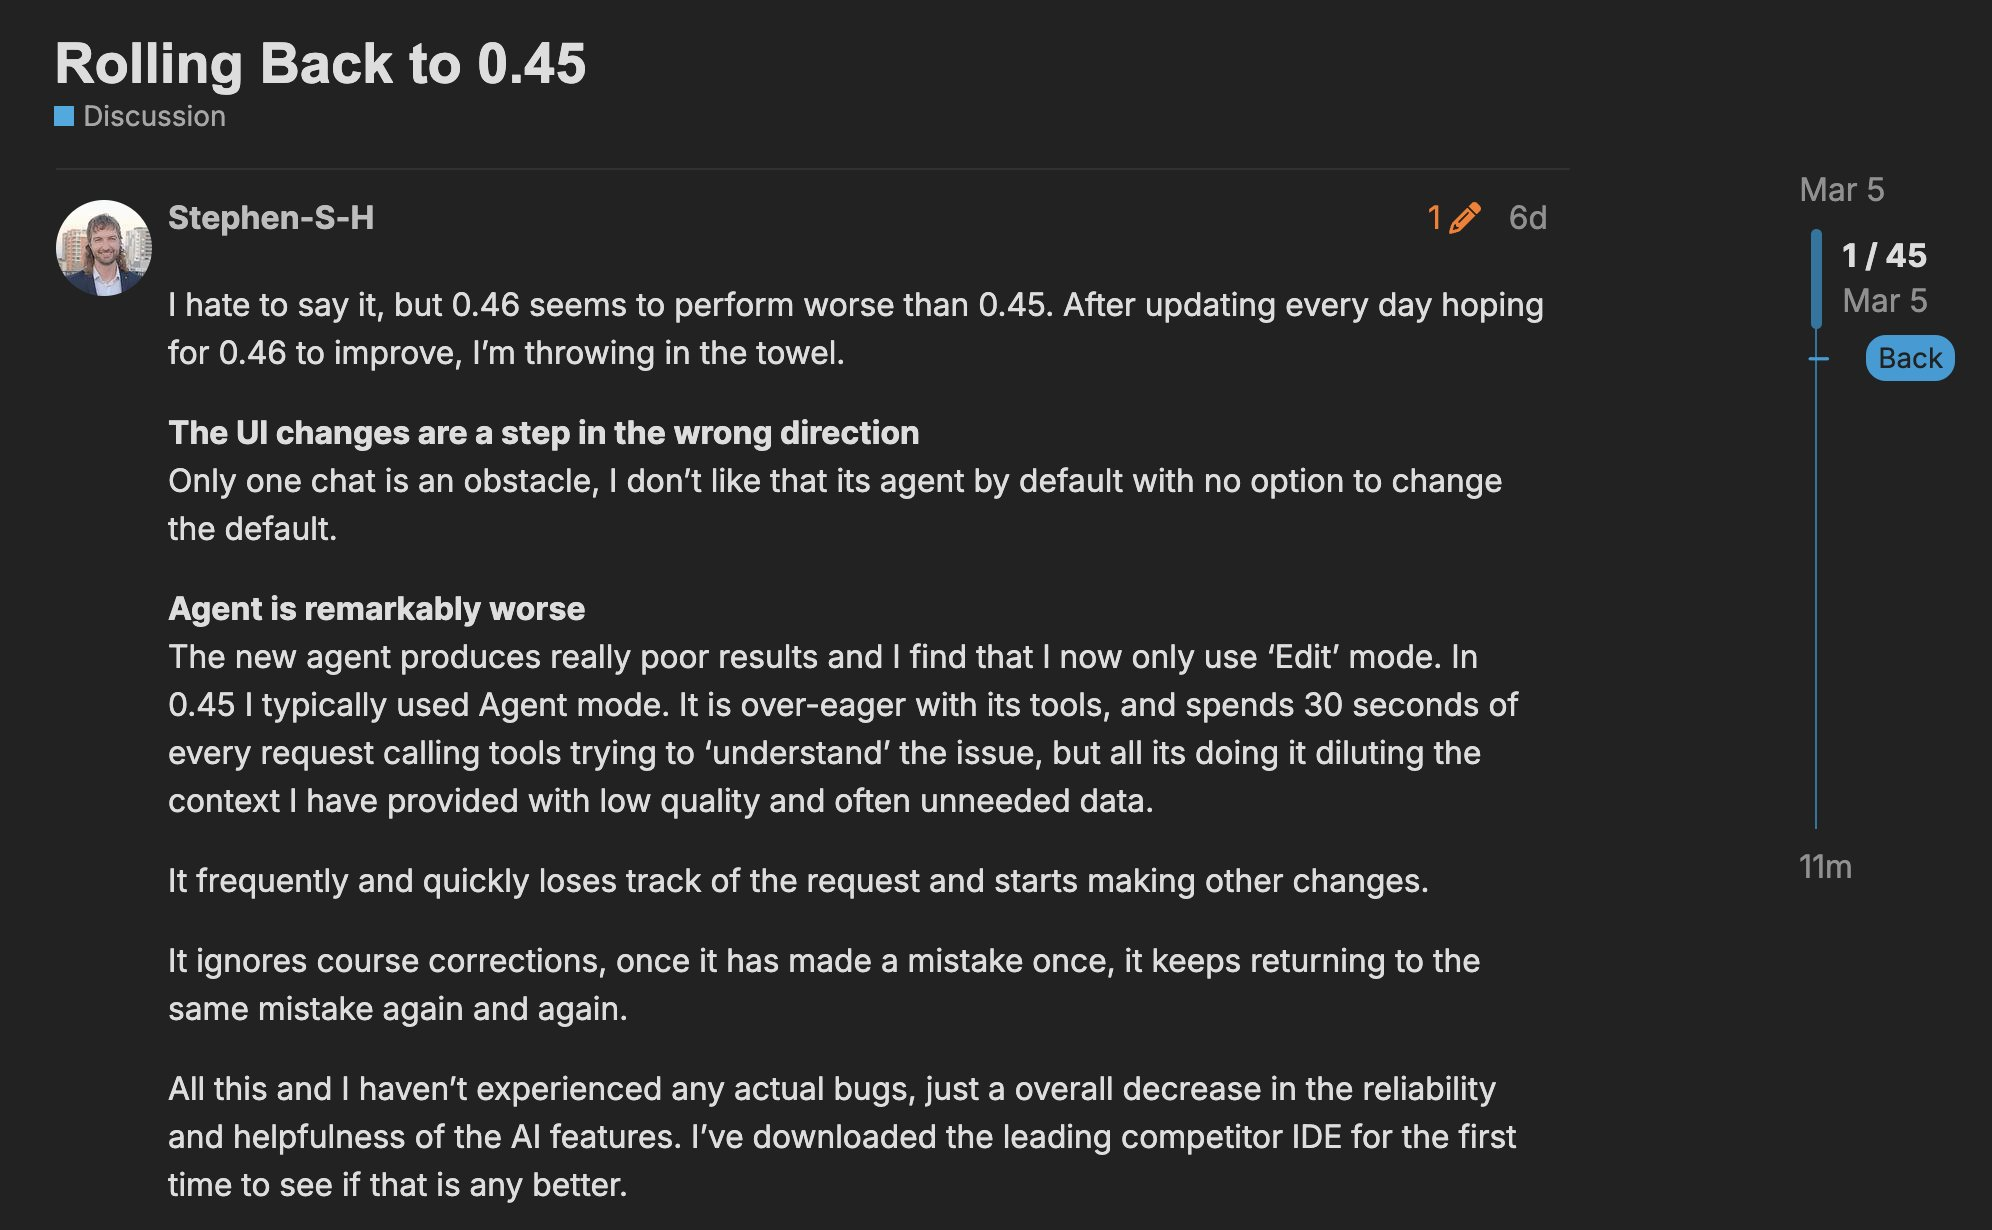 Rolling Back to 0.45
Discussion
Stephen-S-H
1
6d
I hate to say it, but 0.46 seems to perform worse than 0.45. After updating every day hoping
for 0.46 to improve, I’m throwing in the towel.
The UI changes are a step in the wrong direction
Only one chat is an obstacle, I don’t like that its agent by default with no option to change
the default.
Agent is remarkably worse
The new agent produces really poor results and I find that I now only use ‘Edit’ mode. In
0.45 I typically used Agent mode. It is over-eager with its tools, and spends 30 seconds of
every request calling tools trying to ‘understand’ the issue, but all its doing it diluting the
context I have provided with low quality and often unneeded data.
It frequently and quickly loses track of the request and starts making other changes.
It ignores course corrections, once it has made a mistake once, it keeps returning to the
same mistake again and again.
All this and I haven’t experienced any actual bugs, just a overall decrease in the reliability
and helpfulness of the AI features. I’ve downloaded the leading competitor IDE for the first
time to see if that is any better.
Mar 5
1 / 45
Mar 5
Back
11m